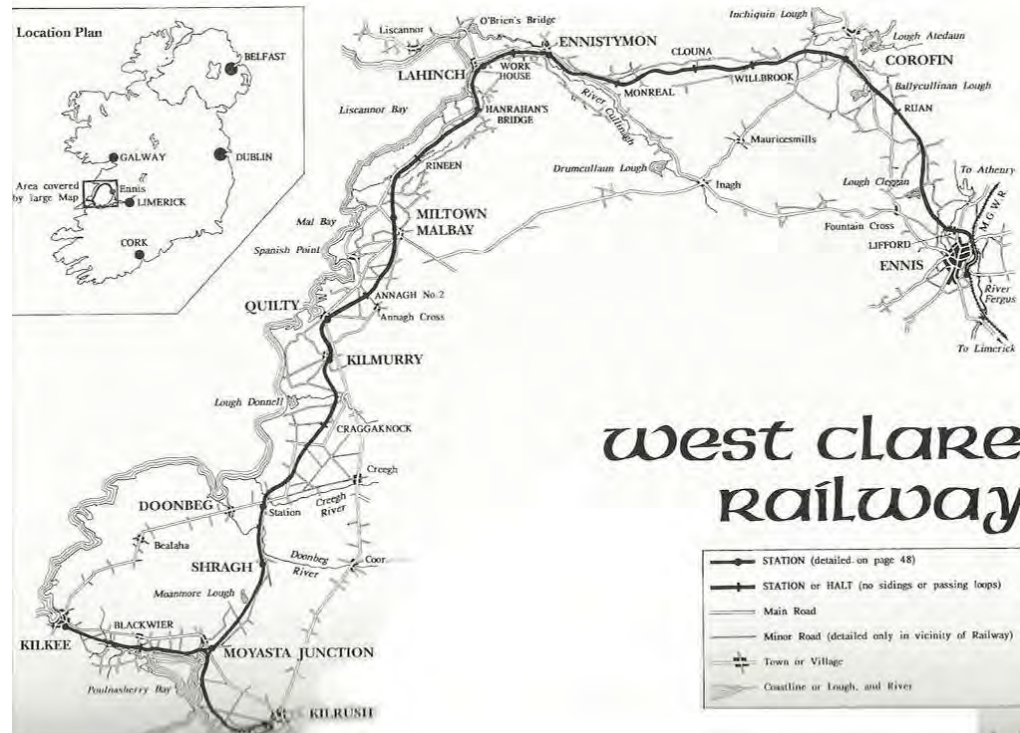 Location Plan
BELFAST
GALWAY
DUBLIN
Area covered
by large Map
Ennis
LIMERICK
CORK
Liscannor
O'Brien's Bridge
ENNISTYMON
LAHINCH
WORK
HOUSE
CLOUNA
WILLBROOK
MONREAL
Inchiquin Lough
Lough Atedaun
COROFIN
Ballycullinan Lough
RUAN
Liscannor Bay
HANRAHAN'S
BRIDGE
River Cullinagh
Mauricesmills
Drumcullaun Lough
Inagh
RINEEN
Lough Cleggan
To Athenry
M.G.W.R.
Mal Bay
MILTOWN
MALBAY
Fountain Cross
Spanish Point
LIFFORD
ENNIS
River
Fergus
To Limerick
QUILTY
ANNAGH No.2
Annagh Cross
KILMURRY
Lough Donnell
CRAGGAKNOCK
Creegh
Creegh
River
DOONBEG
Station
Bealaha
SHRAGH
Doonbeg
River
Coor
Moanmore Lough
BLACKWIER
KILKEE
MOYASTA JUNCTION
Poulnasherry Bay
KILRUSH
West Clare
Railway
STATION (detailed on page 48)
STATION or HALT (no sidings or passing loops)
Main Road
Minor Road (detailed only in vicinity of Railway)
Town or Village
Coastline or Lough, and River